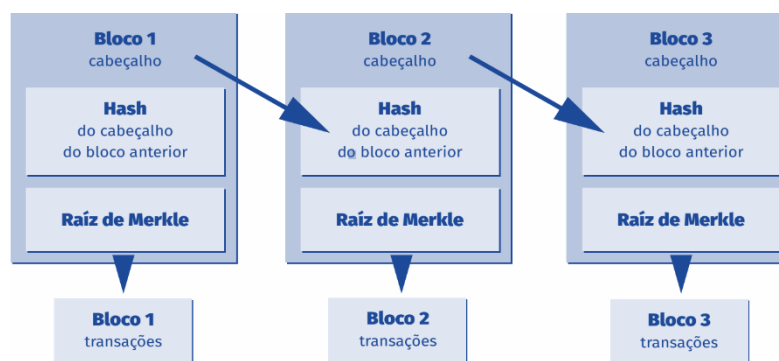 Bloco 1
cabeçalho
Hash
do cabeçalho
do bloco anterior
Raíz de Merkle
Bloco 1
transações
Bloco 2
cabeçalho
Hash
do cabeçalho
do bloco anterior
Raíz de Merkle
Bloco 2
transações
Bloco 3
cabeçalho
Hash
do cabeçalho
do bloco anterior
Raíz de Merkle
Bloco 3
transações